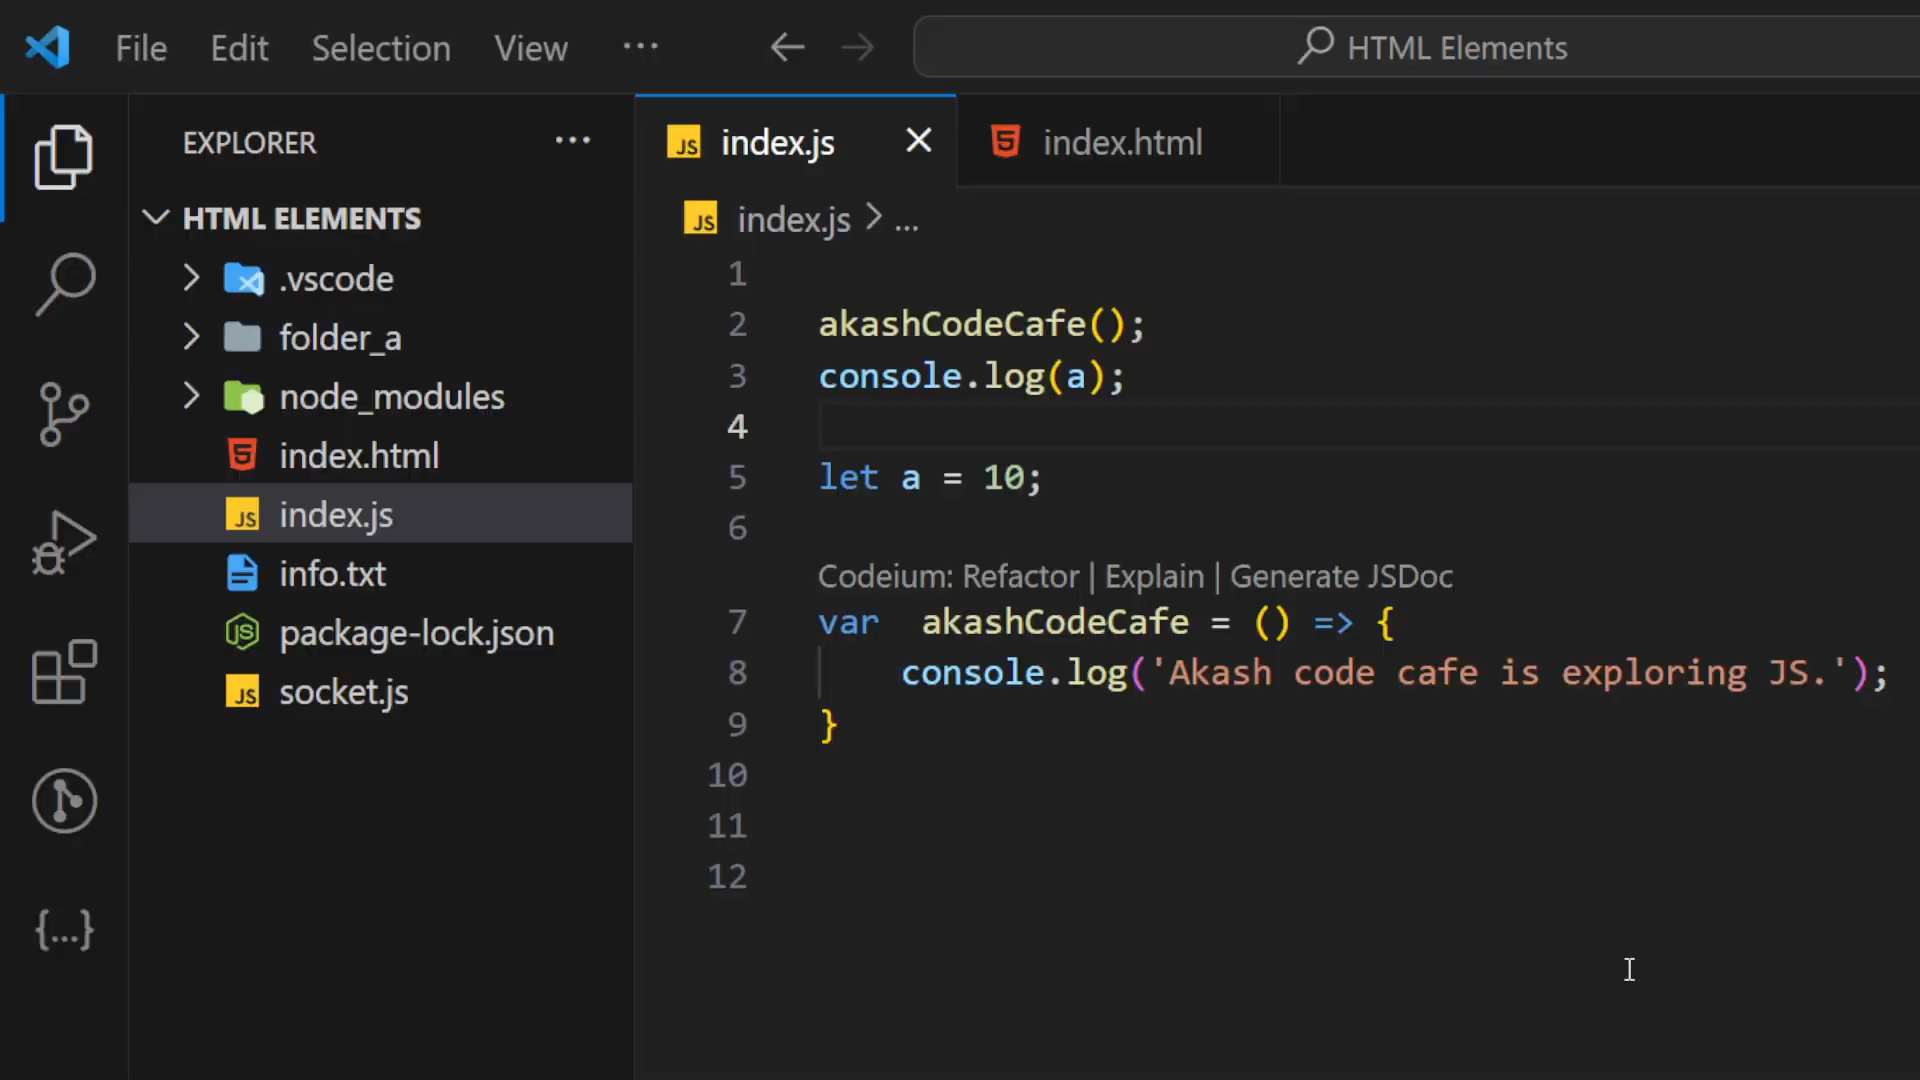 File Edit Selection View ... HTML Elements
EXPLORER ...
HTML ELEMENTS
.vscode
folder_a
node_modules
index.html
JS index.js
info.txt
package-lock.json
JS socket.js
{...}
JS index.js
index.html
JS index.js > ...
1
2 akashCodeCafe();
3 console.log(a);
4
5 let a = 10;
6
Codeium: Refactor | Explain | Generate JSDoc
7 var  akashCodeCafe = () => {
8     console.log('Akash code cafe is exploring JS.');
9 }
10
11
12